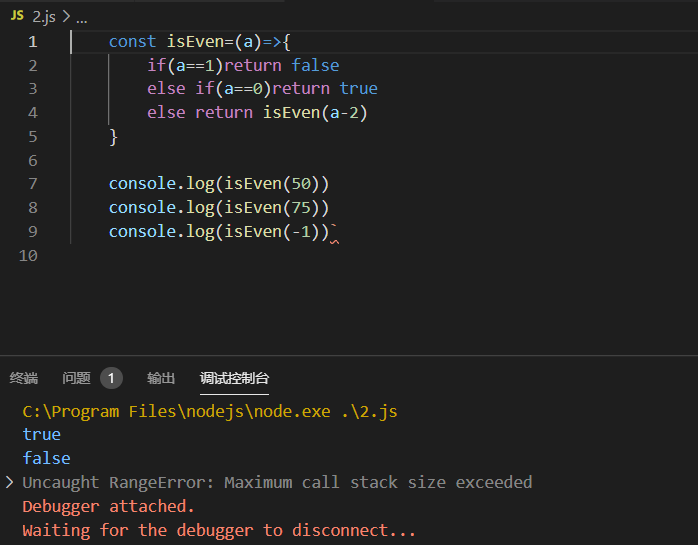 JS 2.js > ...
1 const isEven=(a)=>{
2 if(a==1)return false
3 else if(a==0)return true
4 else return isEven(a-2)
5 }
6
7 console.log(isEven(50))
8 console.log(isEven(75))
9 console.log(isEven(-1))`
10
终端 问题 1 输出 调试控制台
C:\Program Files\nodejs\node.exe .\2.js
true
false
> Uncaught RangeError: Maximum call stack size exceeded
Debugger attached.
Waiting for the debugger to disconnect...